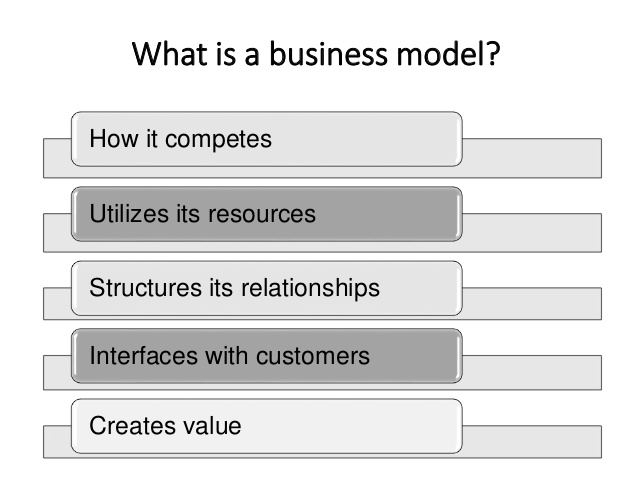 What is a business model?
How it competes
Utilizes its resources
Structures its relationships
Interfaces with customers
Creates value